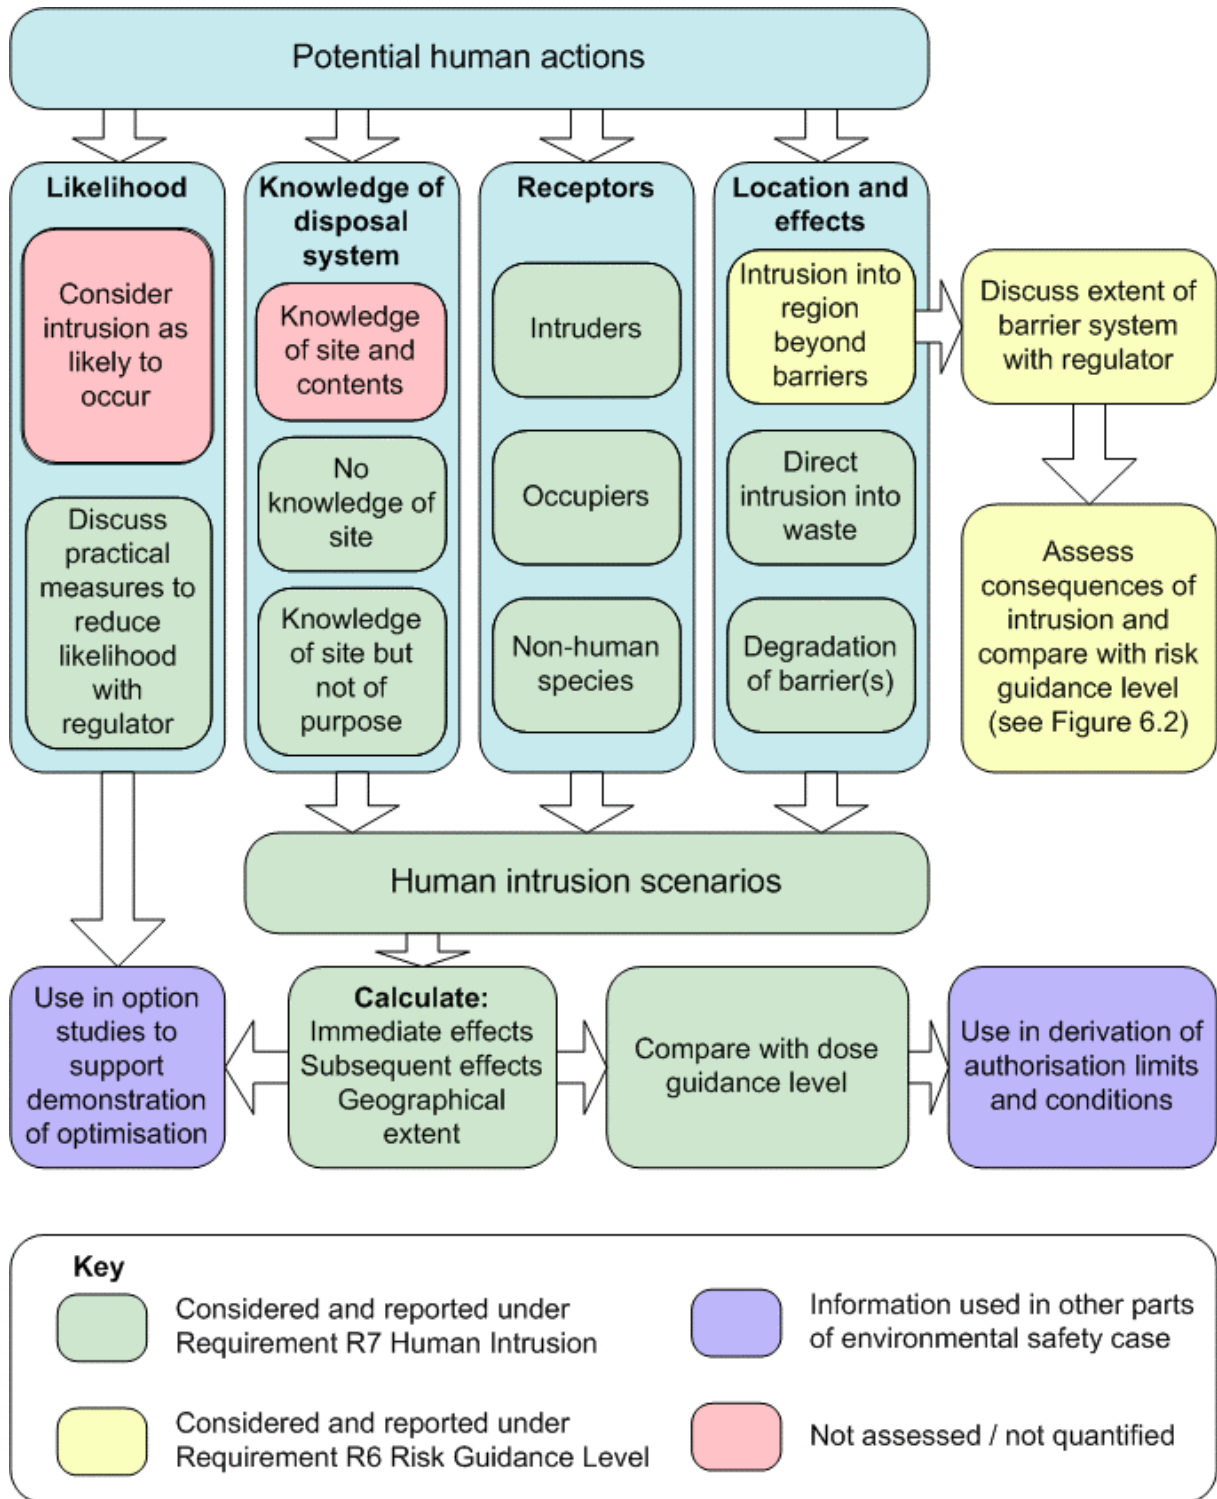 Potential human actions
Likelihood
Consider
intrusion as
likely to
occur
Discuss
practical
measures to
reduce
likelihood
with
regulator
Knowledge of
disposal
system
Knowledge
of site and
contents
No
knowledge of
site
Knowledge
of site but
not of
purpose
Receptors
Intruders
Occupiers
Non-human
species
Location and
effects
Intrusion into
region
beyond
barriers
Direct
intrusion into
waste
Degradation
of barrier(s)
Discuss extent of
barrier system
with regulator
Assess
consequences of
intrusion and
compare with risk
guidance level
(see Figure 6.2)
Human intrusion scenarios
Use in option
studies to
support
demonstration
of optimisation
Calculate:
Immediate effects
Subsequent effects
Geographical
extent
Compare with dose
guidance level
Use in derivation of
authorisation limits
and conditions
Key
Considered and reported under
Requirement R7 Human Intrusion
Considered and reported under
Requirement R6 Risk Guidance Level
Information used in other parts
of environmental safety case
Not assessed / not quantified